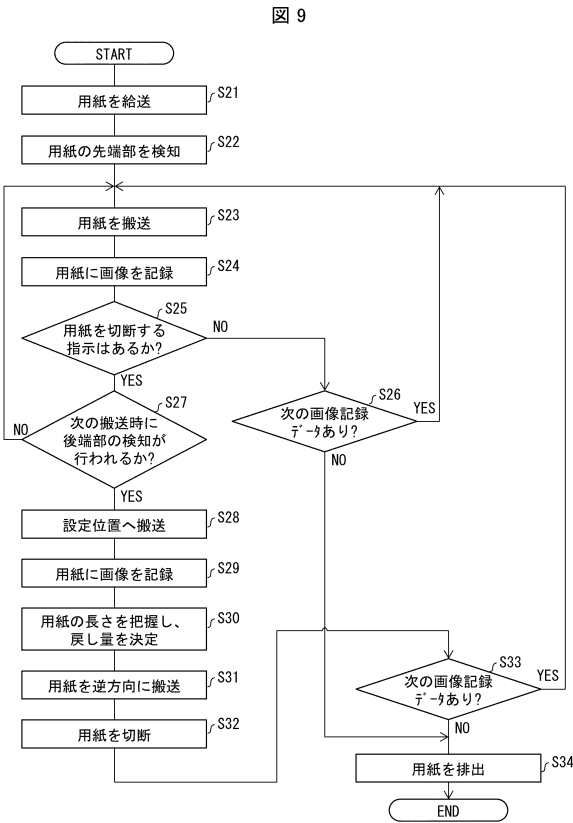 図 9
START
用紙を給送
S21
用紙の先端部を検知
S22
用紙を搬送
S23
用紙に画像を記録
S24
用紙を切断する
指示はあるか?
S25
NO
YES
次の画像記録
ﾃﾞｰﾀあり?
S26
YES
NO
次の搬送時に
後端部の検知が
行われるか?
S27
NO
YES
設定位置へ搬送
S28
用紙に画像を記録
S29
用紙の長さを把握し、
戻し量を決定
S30
用紙を逆方向に搬送
S31
用紙を切断
S32
次の画像記録
ﾃﾞｰﾀあり?
S33
YES
NO
用紙を排出
S34
END